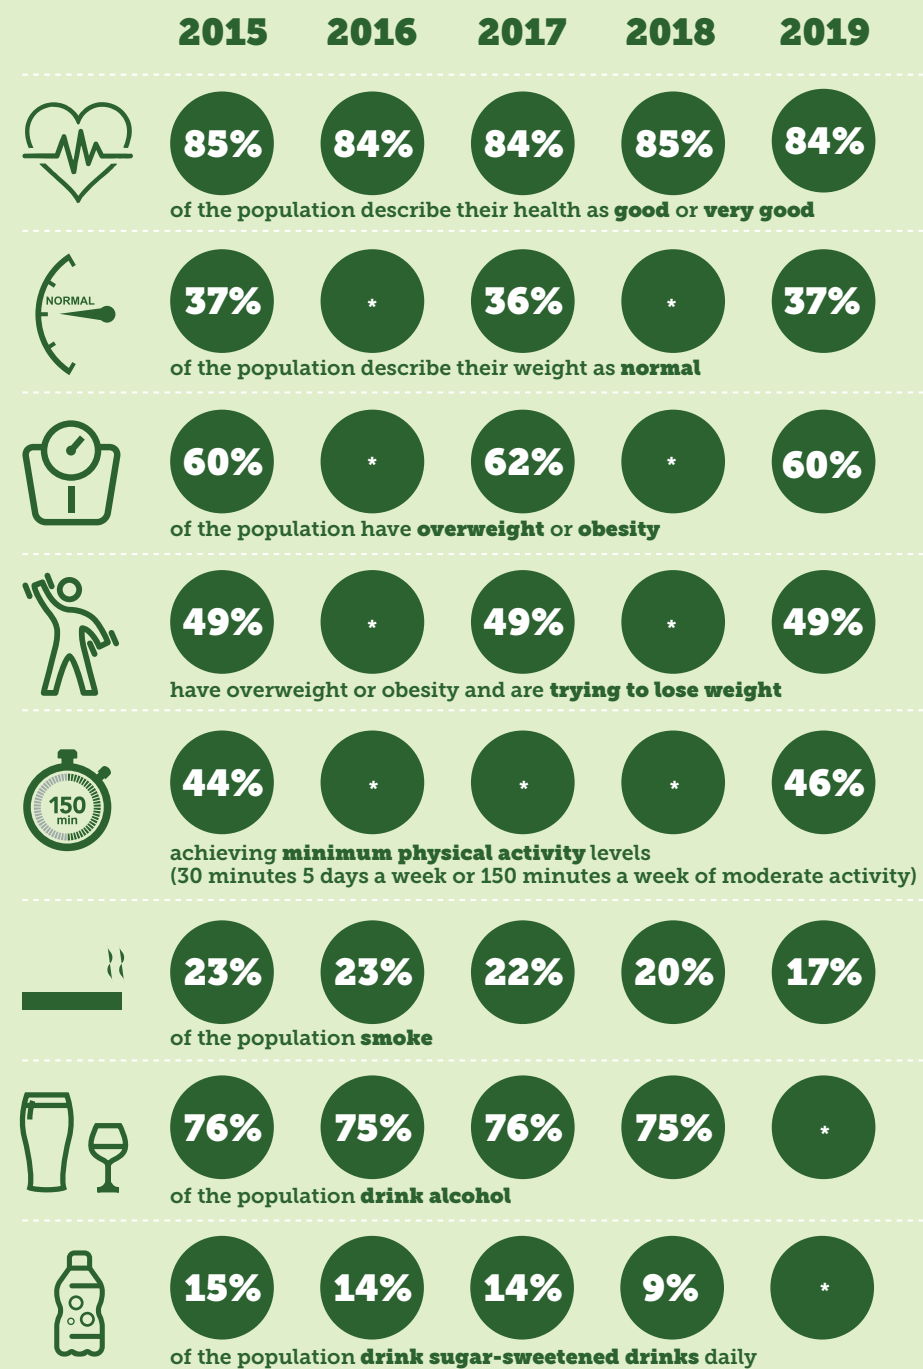 2015 2016 2017 2018 2019
85% 84% 84% 85% 84%
of the population describe their health as good or very good
NORMAL
37% * 36% * 37%
of the population describe their weight as normal
60% * 62% * 60%
of the population have overweight or obesity
49% * 49% * 49%
have overweight or obesity and are trying to lose weight
44% * * * 46%
150
min
achieving minimum physical activity levels
(30 minutes 5 days a week or 150 minutes a week of moderate activity)
23% 23% 22% 20% 17%
of the population smoke
76% 75% 76% 75% *
of the population drink alcohol
15% 14% 14% 9% *
of the population drink sugar-sweetened drinks daily